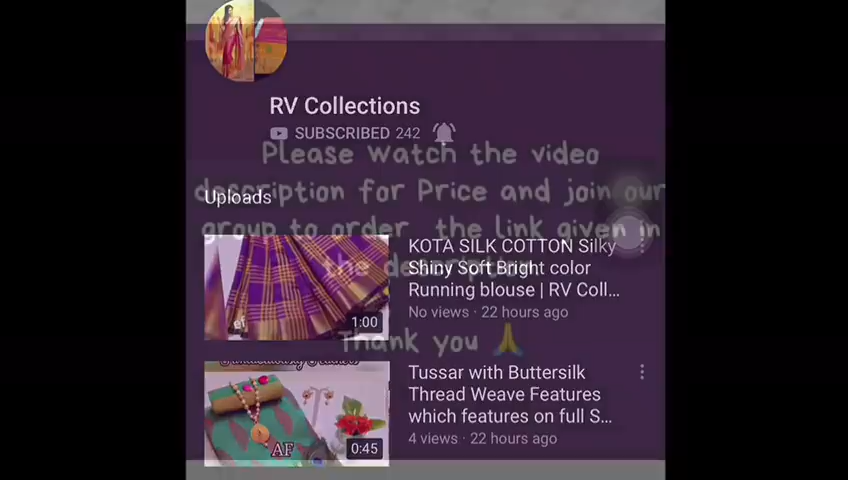 RV Collections
SUBSCRIBED 242
Please watch the video
description for Price and join our
group to order the link given in
the description
Thank you 🙏
Uploads
KOTA SILK COTTON Silky
Shiny Soft Bright color
Running blouse | RV Coll...
No views · 22 hours ago
1:00
Tussar with Buttersilk
Thread Weave Features
which features on full S...
4 views · 22 hours ago
AF
0:45